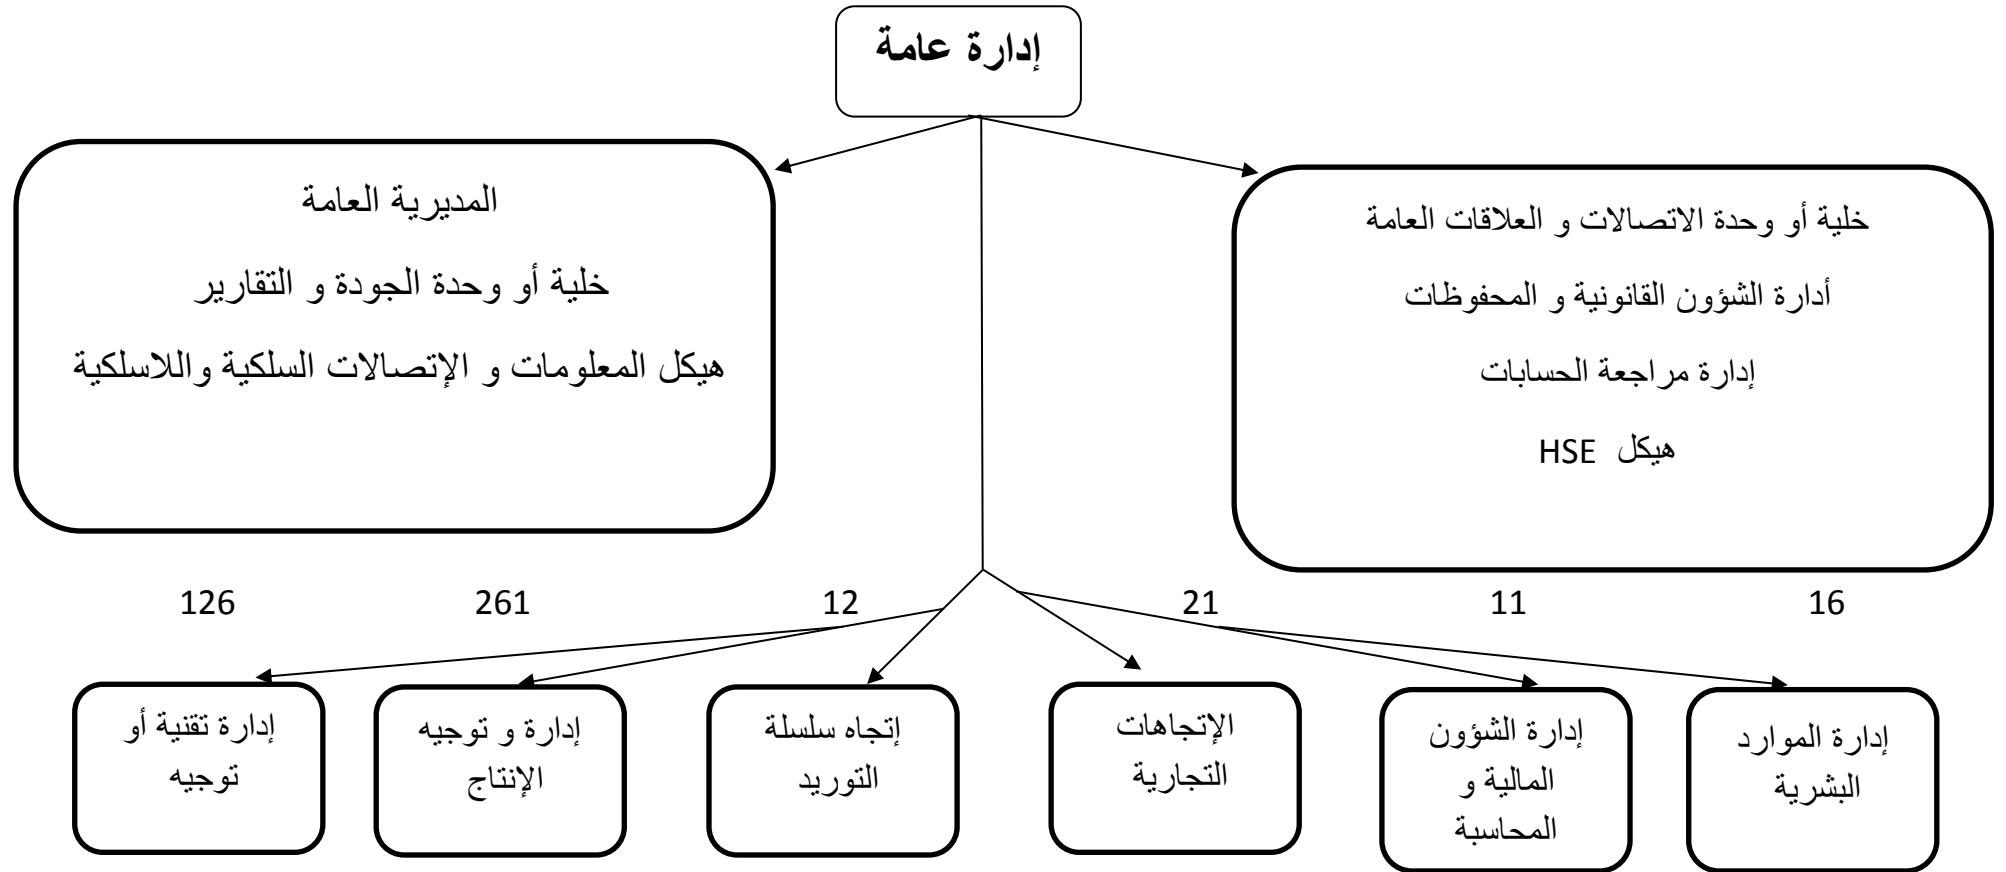 إدارة عامة
خلية أو وحدة الاتصالات و العلاقات العامة
أدارة الشؤون القانونية و المحفوظات
إدارة مراجعة الحسابات
هيكل HSE
المديرية العامة
خلية أو وحدة الجودة و التقارير
هيكل المعلومات و الإتصالات السلكية واللاسلكية
16
11
21
12
261
126
إدارة الموارد
البشرية
إدارة الشؤون
المالية و
المحاسبة
الإتجاهات
التجارية
إتجاه سلسلة
التوريد
إدارة و توجيه
الإنتاج
إدارة تقنية أو
توجيه